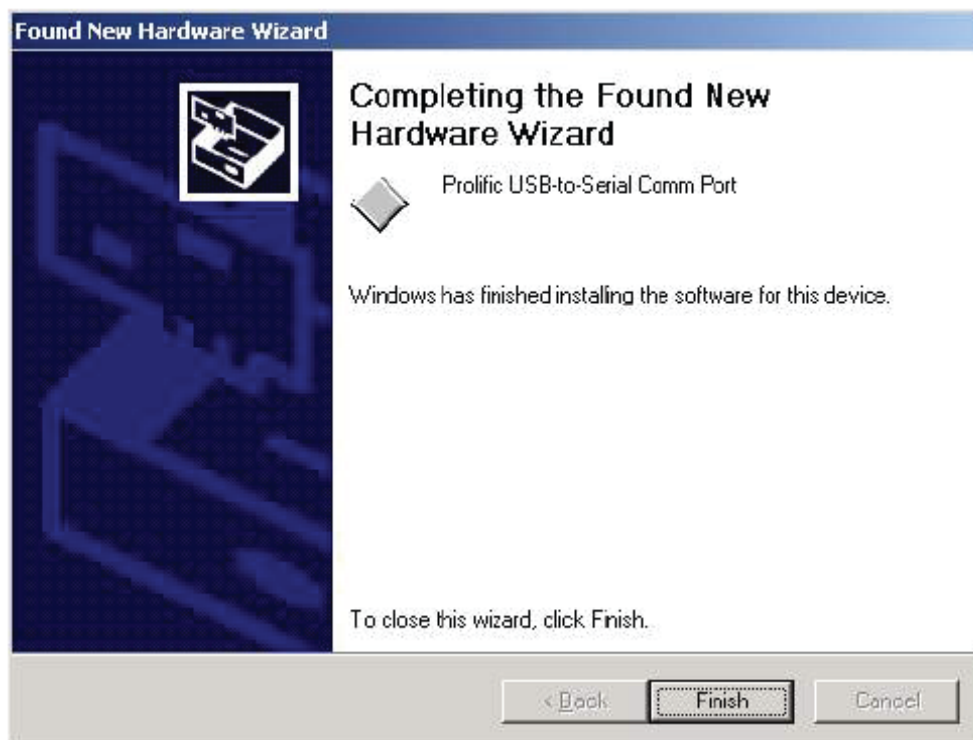 Found New Hardware Wizard
Completing the Found New
Hardware Wizard
Prolific USB-to-Serial Comm Port
Windows has finished installing the software for this device.
To close this wizard, click Finish.
< Back
Finish
Cancel